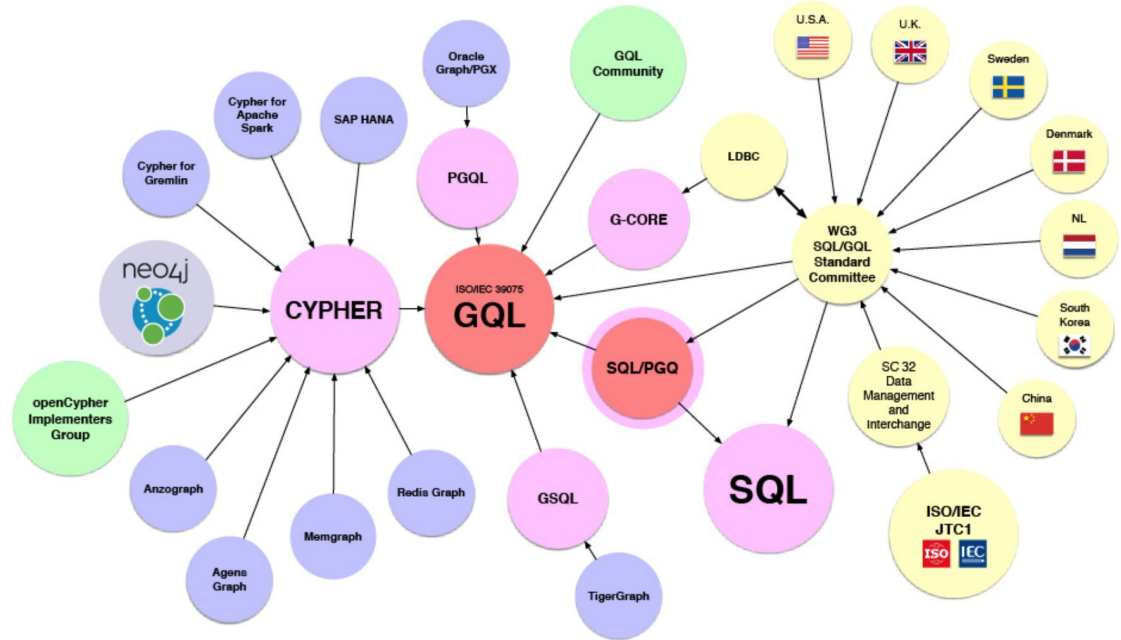 U.S.A.
U.K.
Oracle
Graph/PGX
GQL
Community
Sweden
Cypher for
Apache
Spark
SAP HANA
Denmark
LDBC
Cypher for
Gremlin
PGQL
G-CORE
NL
WG3
SQL/GQL
Standard
Committee
neo4j
ISO/IEC 39075
GQL
CYPHER
South
Korea
SQL/PGQ
SC 32
Data
Management
and
Interchange
China
openCypher
Implementers
Group
Anzograph
Redis Graph
GSQL
SQL
ISO/IEC
JTC1
ISO
IEC
Memgraph
Agens
Graph
TigerGraph